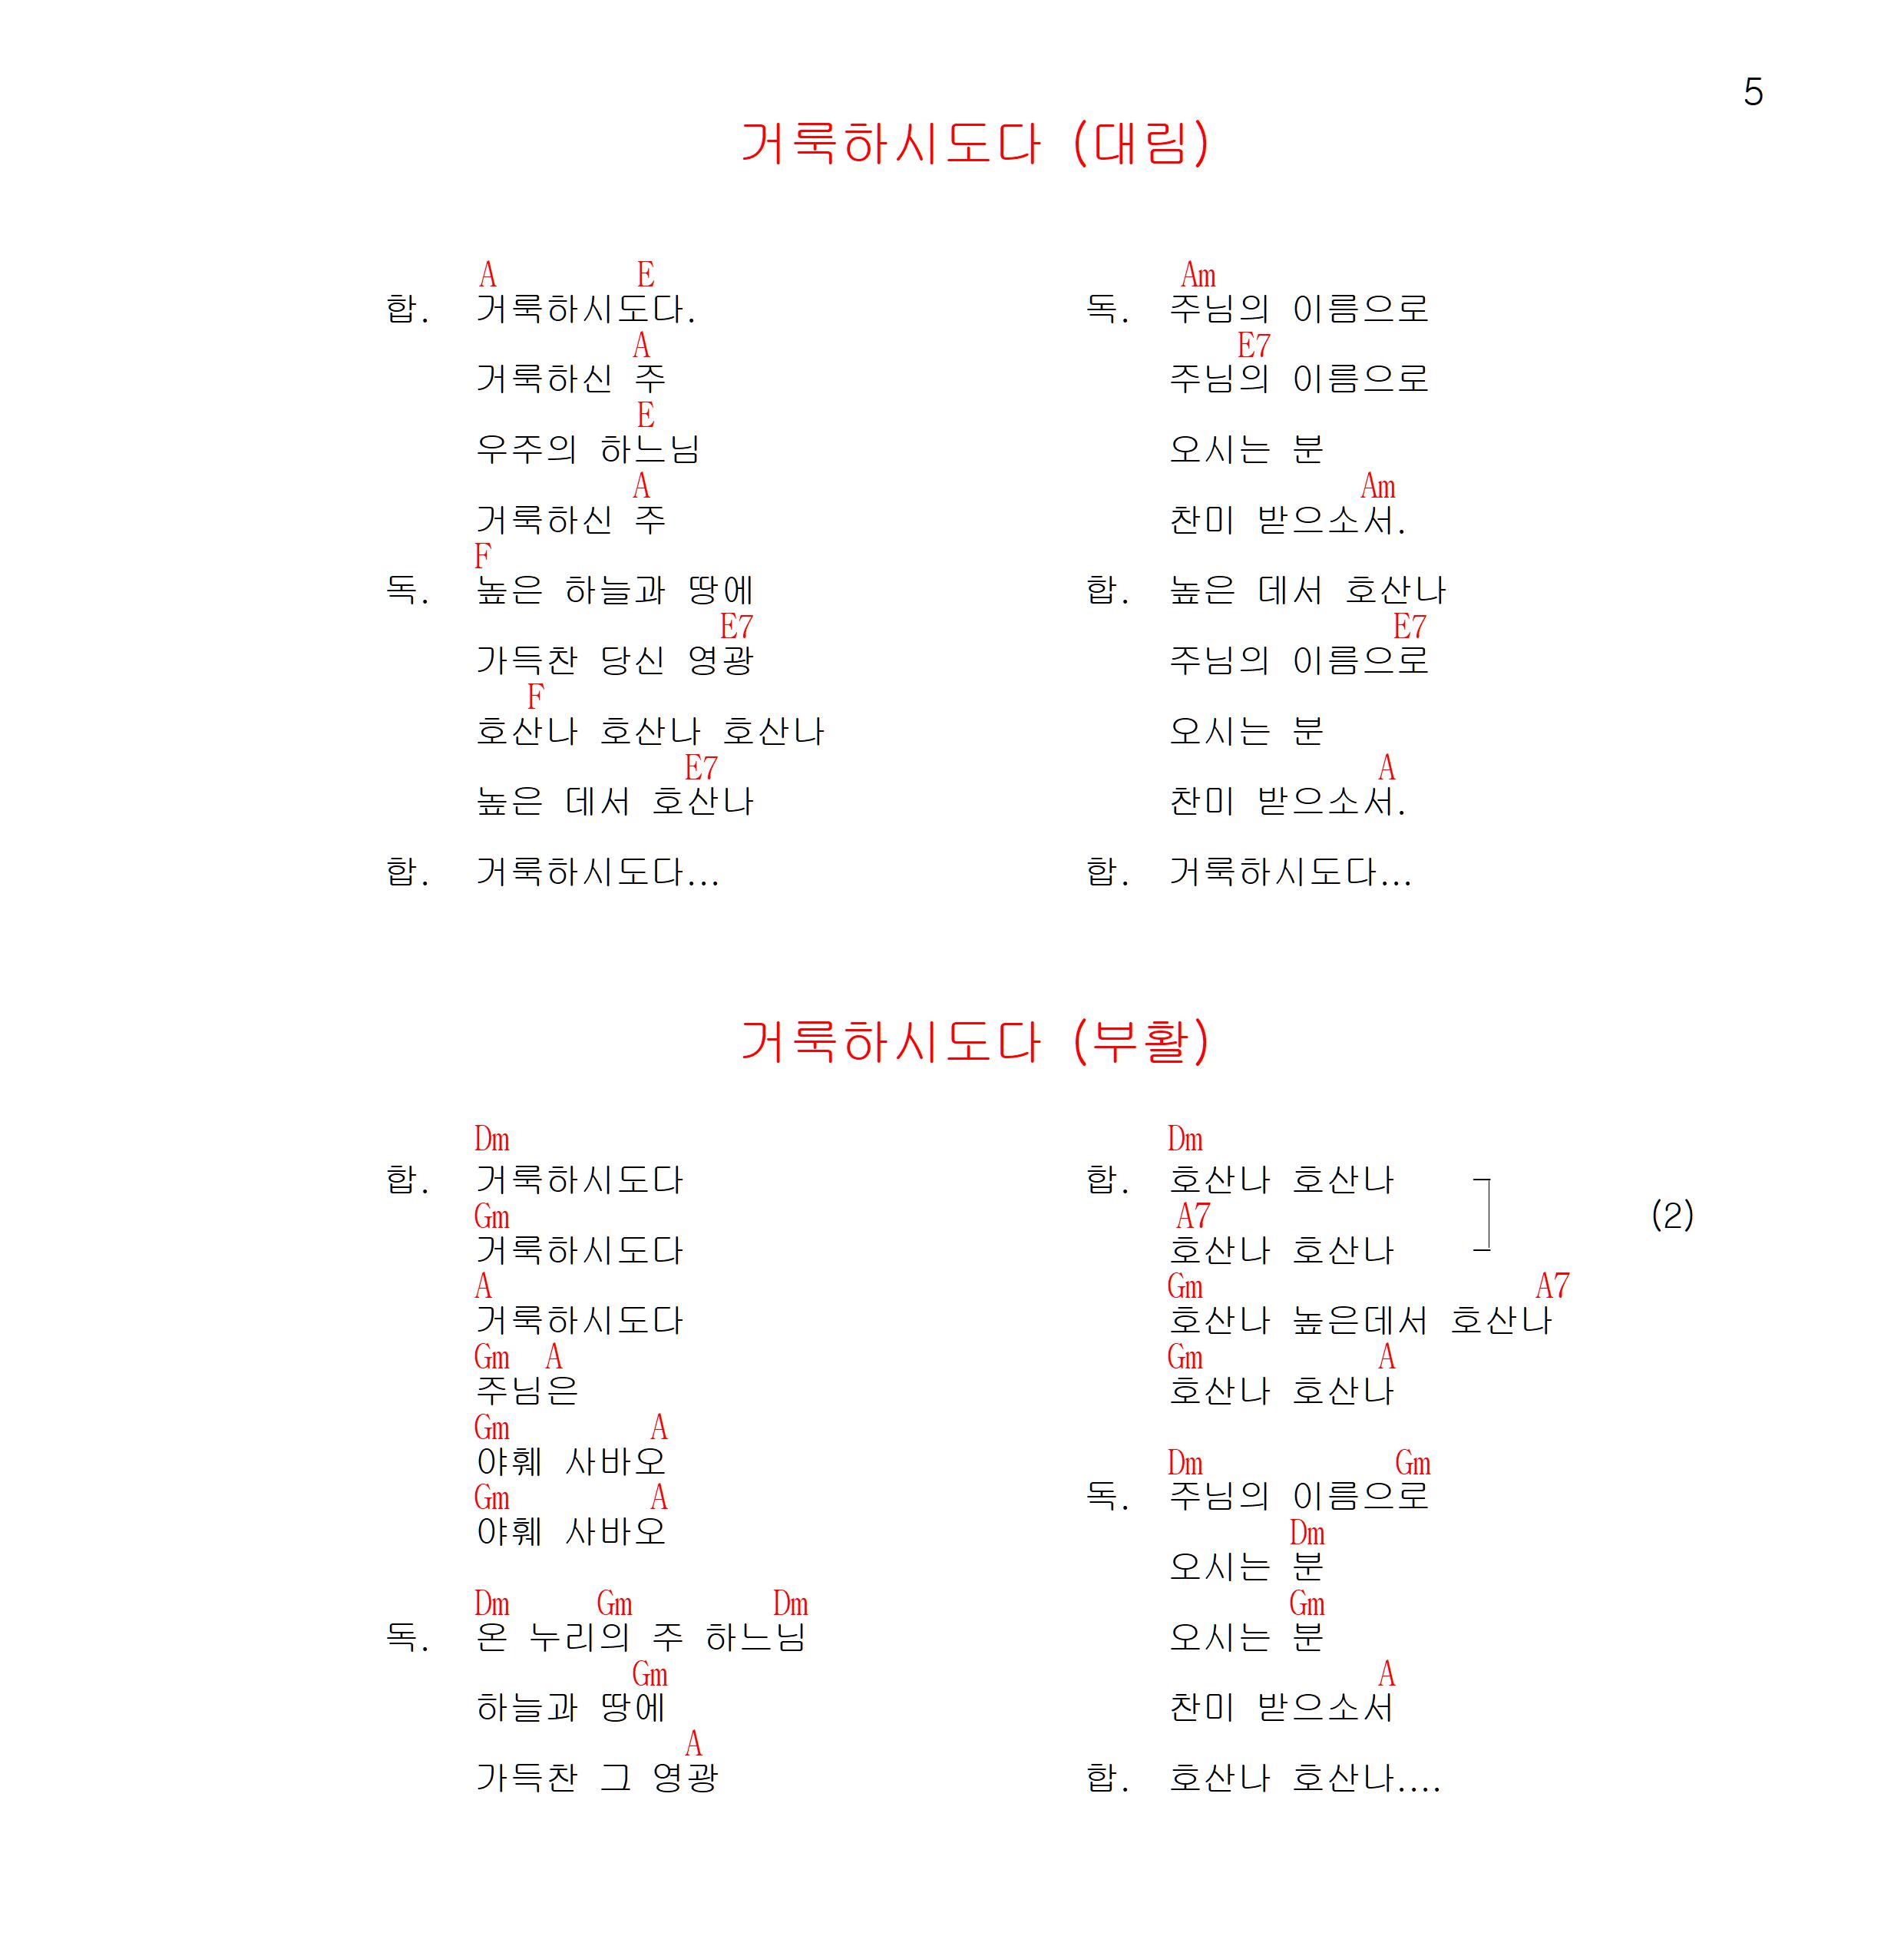 5
거룩하시도다 (대림)
A E
합. 거룩하시도다.
A
거룩하신 주
E
우주의 하느님
A
거룩하신 주
F
독. 높은 하늘과 땅에
E7
가득찬 당신 영광
F
호산나 호산나 호산나
E7
높은 데서 호산나
합. 거룩하시도다...
Am
독. 주님의 이름으로
E7
주님의 이름으로
오시는 분
Am
찬미 받으소서.
합. 높은 데서 호산나
E7
주님의 이름으로
오시는 분
A
찬미 받으소서.
합. 거룩하시도다...
거룩하시도다 (부활)
Dm
합. 거룩하시도다
Gm
거룩하시도다
A
거룩하시도다
Gm A
주님은
Gm A
야훼 사바오
Gm A
야훼 사바오
Dm Gm Dm
독. 온 누리의 주 하느님
Gm
하늘과 땅에
A
가득찬 그 영광
Dm
합. 호산나 호산나
(2)
A7
호산나 호산나
Gm A7
호산나 높은데서 호산나
Gm A
호산나 호산나
Dm Gm
독. 주님의 이름으로
Dm
오시는 분
Gm
오시는 분
A
찬미 받으소서
합. 호산나 호산나....